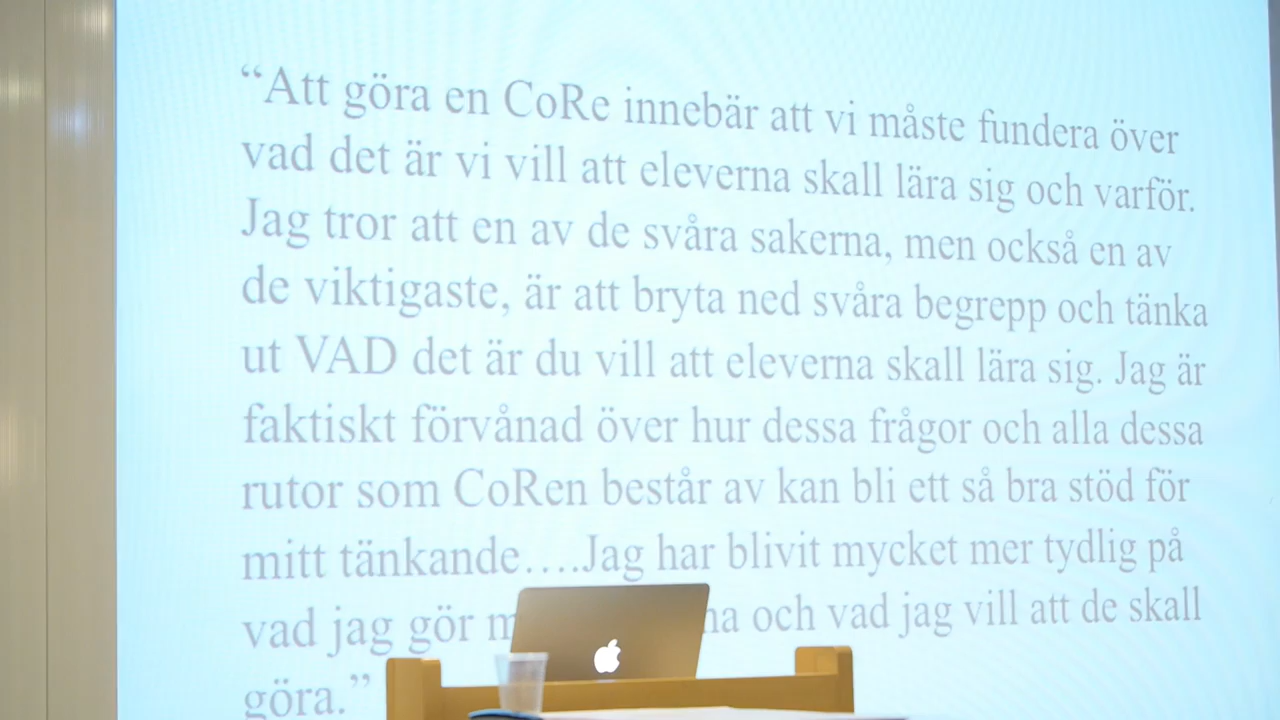 “Att göra en CoRe innebär att vi måste fundera över
vad det är vi vill att eleverna skall lära sig och varför.
Jag tror att en av de svåra sakerna, men också en av
de viktigaste, är att bryta ned svåra begrepp och tänka
ut VAD det är du vill att eleverna skall lära sig. Jag är
faktiskt förvånad över hur dessa frågor och alla dessa
rutor som CoRen består av kan bli ett så bra stöd för
mitt tänkande….Jag har blivit mycket mer tydlig på
vad jag gör och vad jag vill att de skall
göra.”